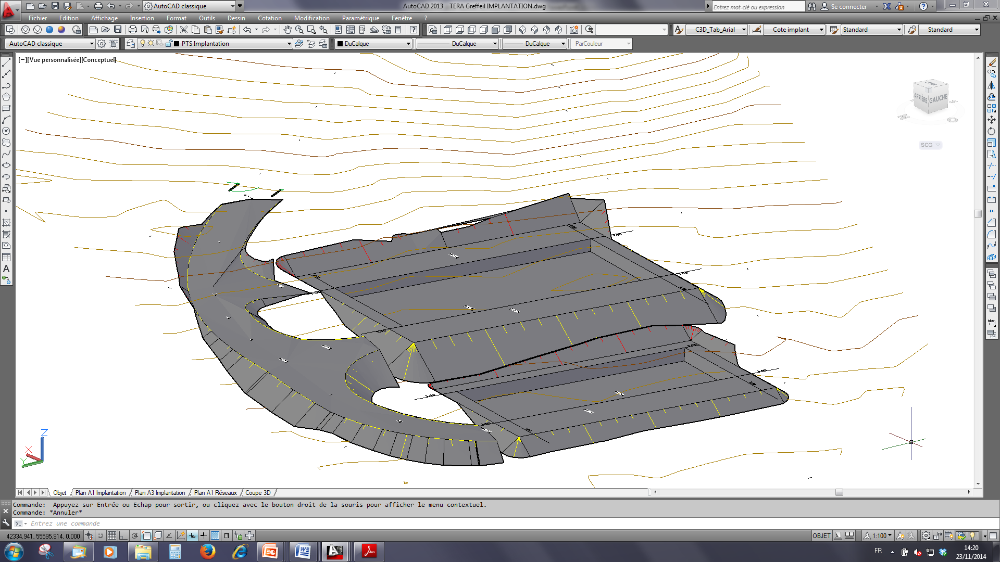 AutoCAD classique
AutoCAD 2013 TERA Greffeil IMPLANTATION.dwg
Entrez mot-clé ou expression
Se connecter
Fichier Edition Affichage Insertion Format Outils Dessin Cotation Modification Paramétrique Fenêtre ?
C3D_Tab_Arial Cote implant Standard Standard
AutoCAD classique PTS Implantation DuCalque DuCalque DuCalque ParCouleur
[−][Vue personnalisée][Conceptuel]
ARRIÈRE GAUCHE
SCG
Z
X
Y
Objet Plan A1 Implantation Plan A3 Implantation Plan A1 Réseaux Coupe 3D
Commande: Appuyez sur Entrée ou Echap pour sortir, ou cliquez avec le bouton droit de la souris pour afficher le menu contextuel.
Commande: *Annuler*
Entrez une commande
42334.941, 55595.914, 0.000
OBJET 1:100
FR
14:20
23/11/2014